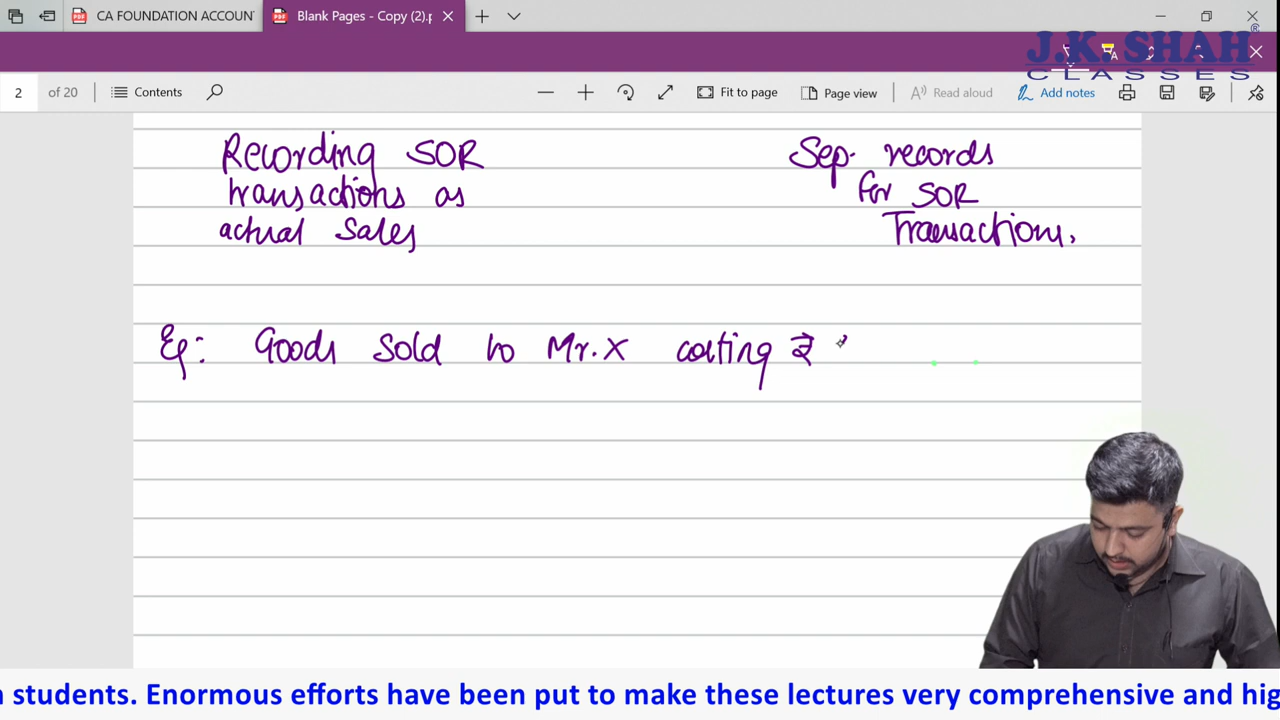 CA FOUNDATION ACCOUN
Blank Pages - Copy (2).p
J.K. SHAH®
CLASSES
2 of 20 Contents Fit to page Page view Read aloud Add notes
Recording SOR
transactions as
actual sales
Sep. records
for SOR
Transactions.
Eg: Goods sold to Mr. X costing ₹
n students. Enormous efforts have been put to make these lectures very comprehensive and hig